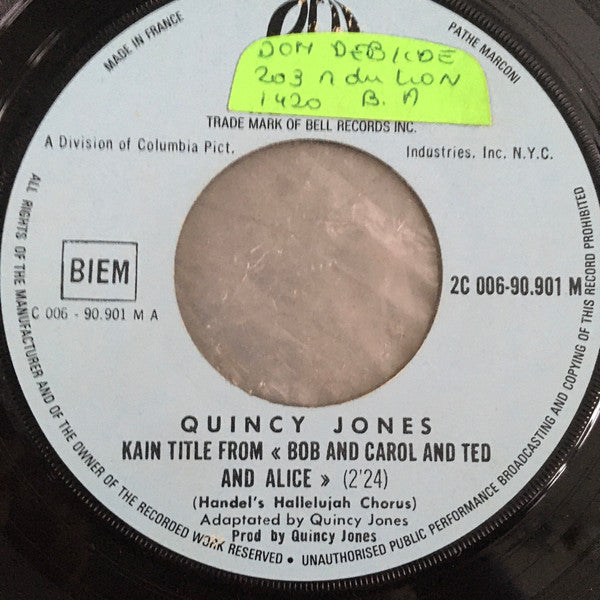 MADE IN FRANCE
PATHE MARCONI
203 R du LION
1420 B. A
TRADE MARK OF BELL RECORDS INC.
A Division of Columbia Pict. Industries, Inc. N.Y.C.
BIEM
2C 006-90.901 M
C 006 - 90.901 M A
QUINCY JONES
KAIN TITLE FROM « BOB AND CAROL AND TED
AND ALICE » (2'24)
(Handel's Hallelujah Chorus)
Adaptated by Quincy Jones
Prod by Quincy Jones
ALL RIGHTS OF THE MANUFACTURER AND OF THE OWNER OF THE RECORDED WORK RESERVED • UNAUTHORISED PUBLIC PERFORMANCE BROADCASTING AND COPYING OF THIS RECORD PROHIBITED